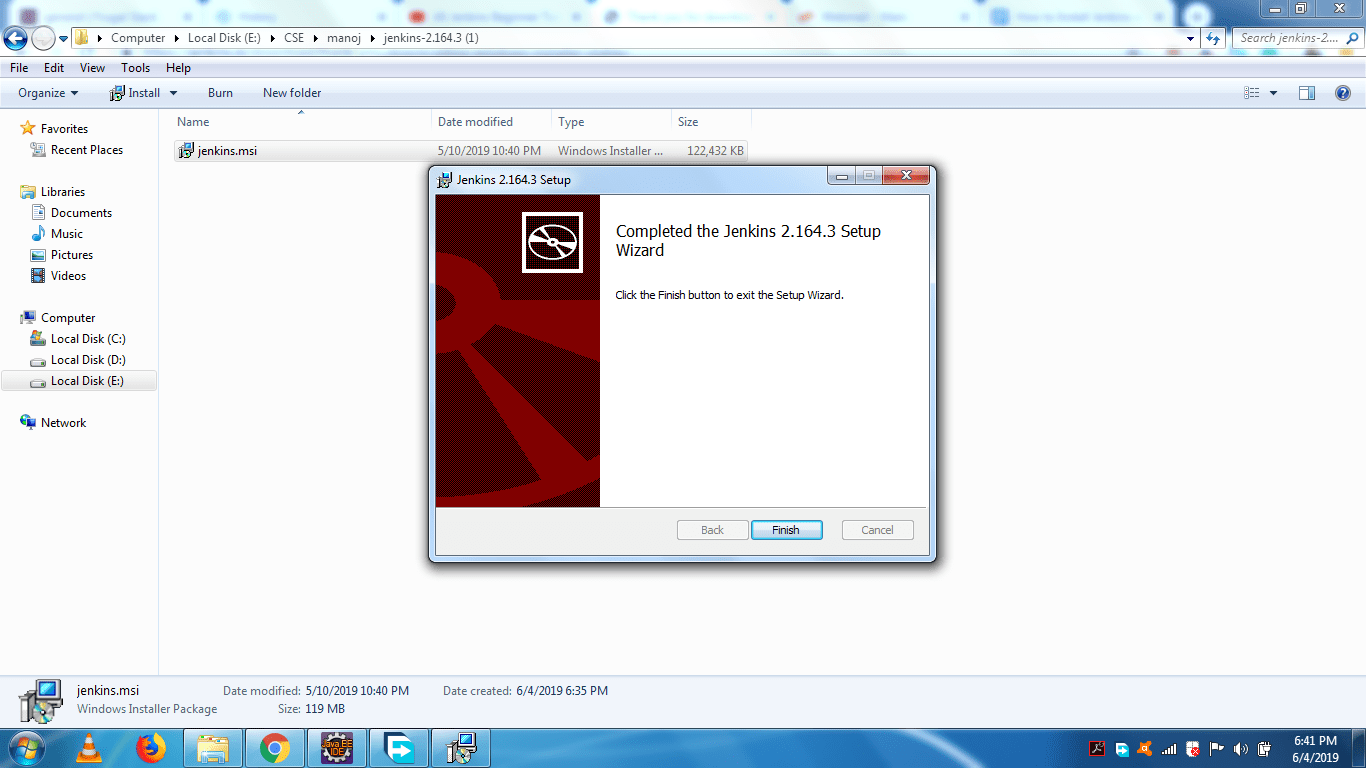 Computer Local Disk (E:) CSE manoj jenkins-2.164.3 (1)
Search jenkins-2....
File Edit View Tools Help
Organize Install Burn New folder
Name Date modified Type Size
jenkins.msi 5/10/2019 10:40 PM Windows Installer ... 122,432 KB
Favorites
Recent Places
Libraries
Documents
Music
Pictures
Videos
Computer
Local Disk (C:)
Local Disk (D:)
Local Disk (E:)
Network
Jenkins 2.164.3 Setup
Completed the Jenkins 2.164.3 Setup
Wizard
Click the Finish button to exit the Setup Wizard.
Back Finish Cancel
jenkins.msi Date modified: 5/10/2019 10:40 PM Date created: 6/4/2019 6:35 PM
Windows Installer Package Size: 119 MB
Java EE
IDE
6:41 PM
6/4/2019